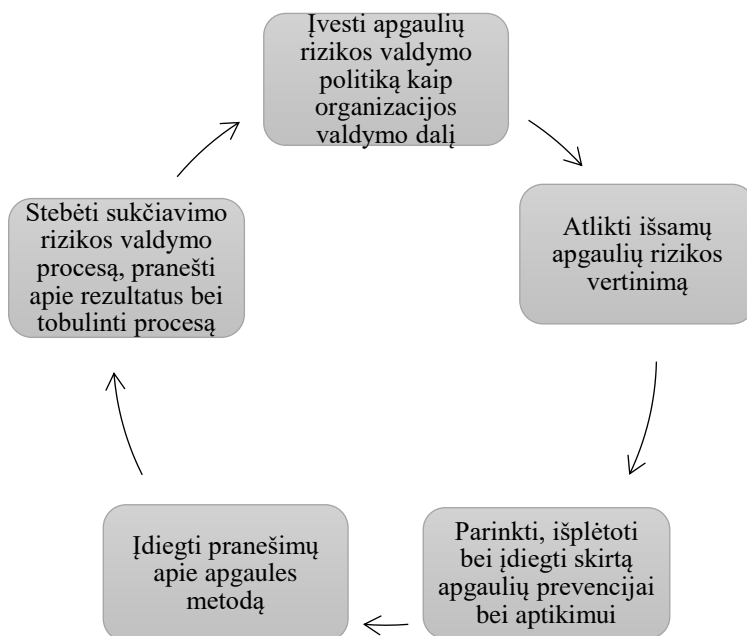 Įvesti apgaulių
rizikos valdymo
politiką kaip
organizacijos
valdymo dalį
Atlikti išsamų
apgaulių rizikos
vertinimą
Parinkti, išplėtoti
bei įdiegti skirtą
apgaulių prevencijai
bei aptikimui
Įdiegti pranešimų
apie apgaules
metodą
Stebėti sukčiavimo
rizikos valdymo
procesą, pranešti
apie rezultatus bei
tobulinti procesą